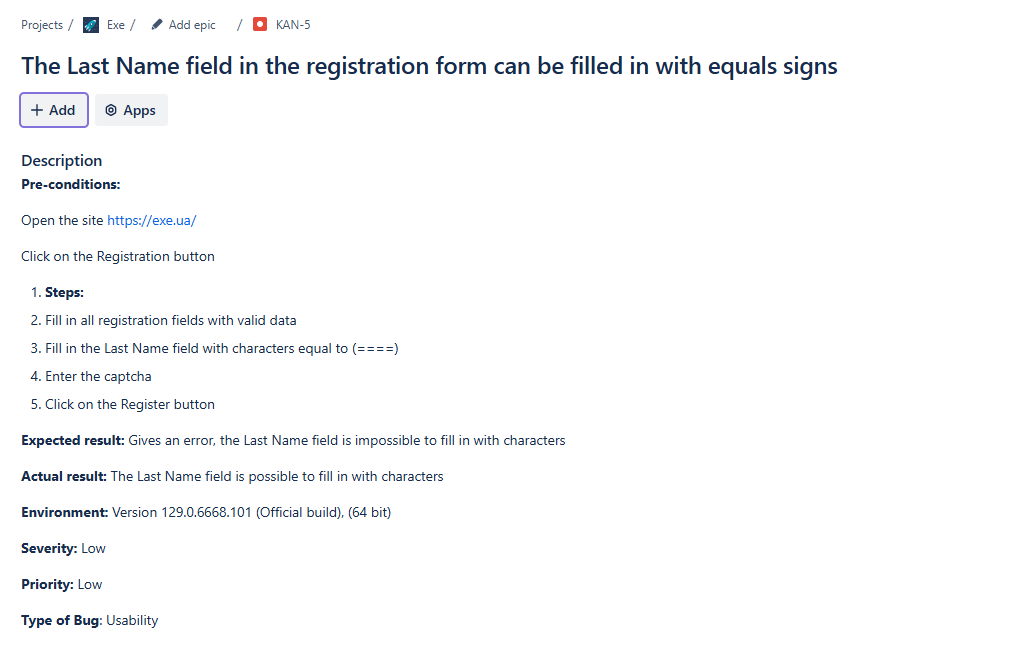 Projects / Exe / Add epic / KAN-5
The Last Name field in the registration form can be filled in with equals signs
+ Add Apps
Description
Pre-conditions:
Open the site https://exe.ua/
Click on the Registration button
1. Steps:
2. Fill in all registration fields with valid data
3. Fill in the Last Name field with characters equal to (====)
4. Enter the captcha
5. Click on the Register button
Expected result: Gives an error, the Last Name field is impossible to fill in with characters
Actual result: The Last Name field is possible to fill in with characters
Environment: Version 129.0.6668.101 (Official build), (64 bit)
Severity: Low
Priority: Low
Type of Bug: Usability